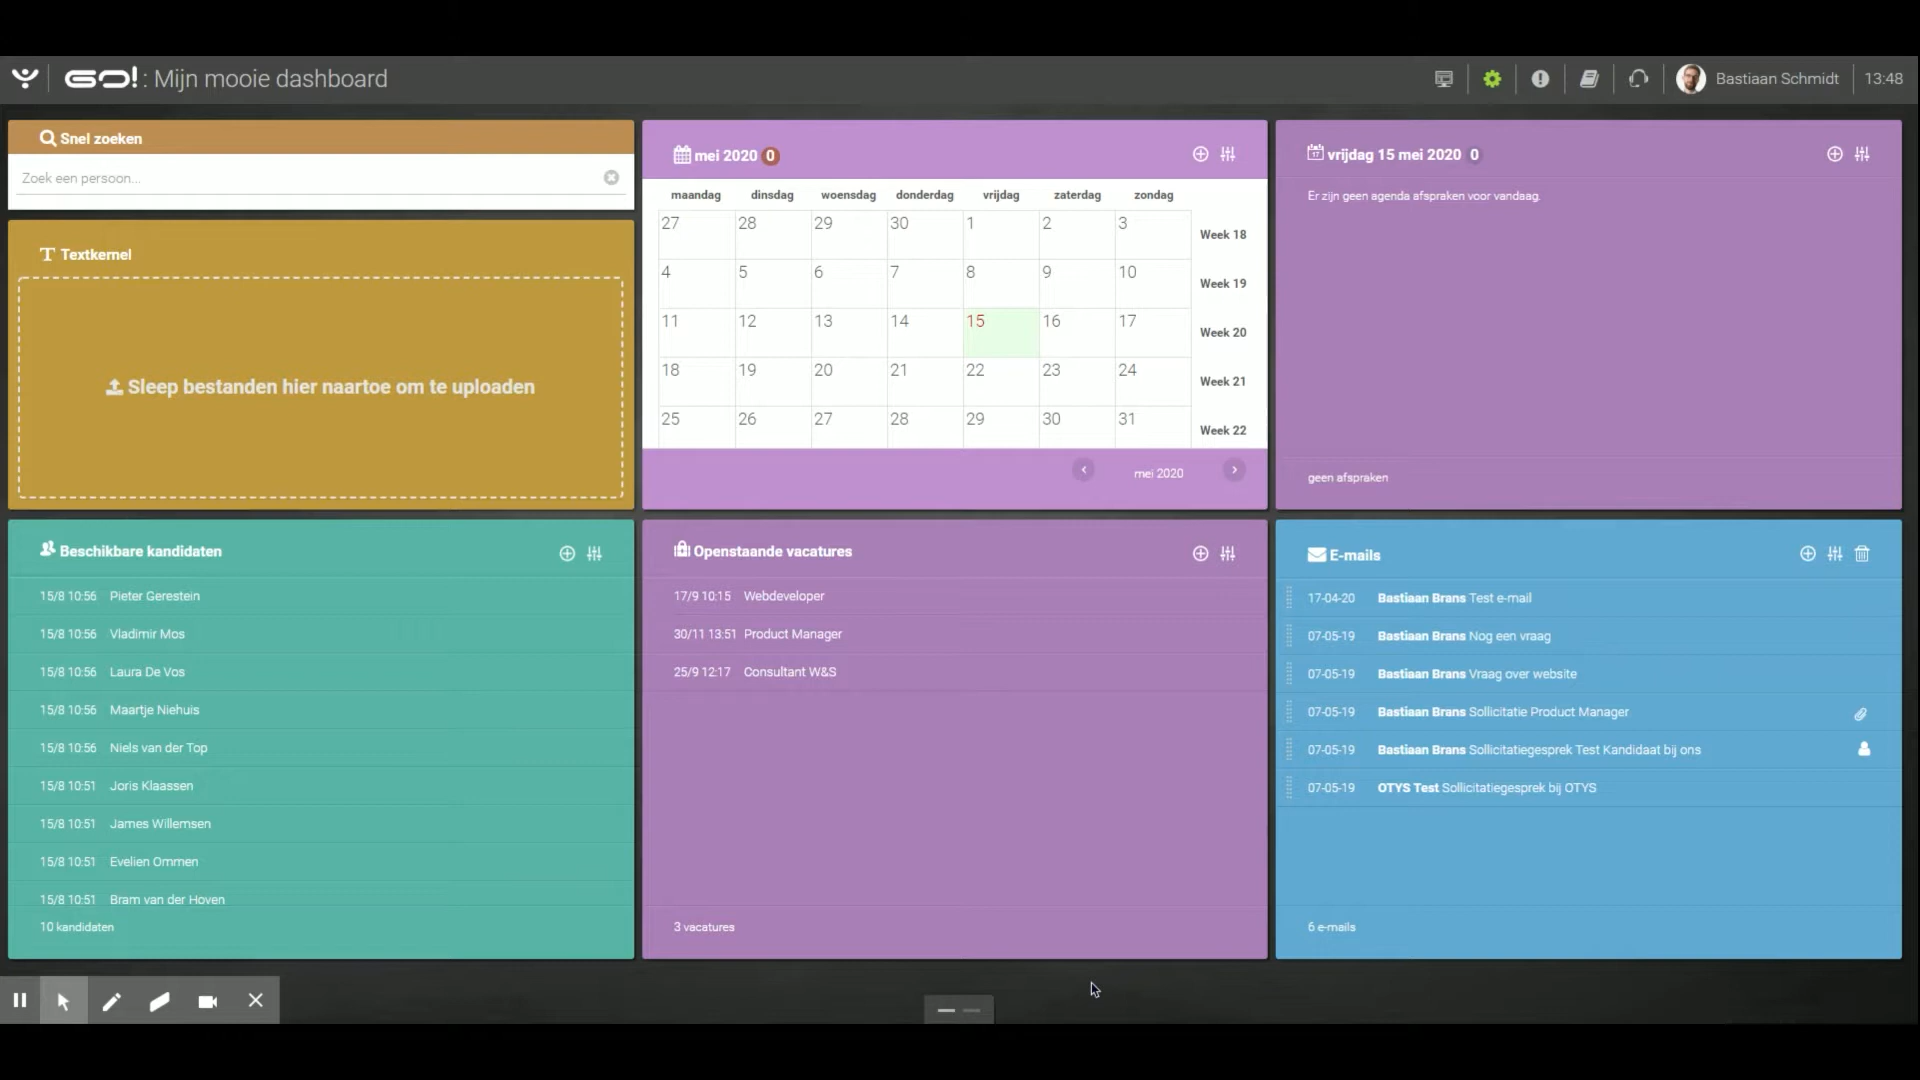 GO! : Mijn mooie dashboard
Bastiaan Schmidt
13:48
Snel zoeken
Zoek een persoon...
Textkernel
Sleep bestanden hier naartoe om te uploaden
mei 2020 0
maandag dinsdag woensdag donderdag vrijdag zaterdag zondag
27 28 29 30 1 2 3 Week 18
4 5 6 7 8 9 10 Week 19
11 12 13 14 15 16 17 Week 20
18 19 20 21 22 23 24 Week 21
25 26 27 28 29 30 31 Week 22
mei 2020
17 vrijdag 15 mei 2020 0
Er zijn geen agenda afspraken voor vandaag.
geen afspraken
Beschikbare kandidaten
15/8 10:56 Pieter Gerestein
15/8 10:56 Vladimir Mos
15/8 10:56 Laura De Vos
15/8 10:56 Maartje Niehuis
15/8 10:56 Niels van der Top
15/8 10:51 Joris Klaassen
15/8 10:51 James Willemsen
15/8 10:51 Evelien Ommen
15/8 10:51 Bram van der Hoven
10 kandidaten
Openstaande vacatures
17/9 10:15 Webdeveloper
30/11 13:51 Product Manager
25/9 12:17 Consultant W&S
3 vacatures
E-mails
17-04-20 Bastiaan Brans Test e-mail
07-05-19 Bastiaan Brans Nog een vraag
07-05-19 Bastiaan Brans Vraag over website
07-05-19 Bastiaan Brans Sollicitatie Product Manager
07-05-19 Bastiaan Brans Sollicitatiegesprek Test Kandidaat bij ons
07-05-19 OTYS Test Sollicitatiegesprek bij OTYS
6 e-mails